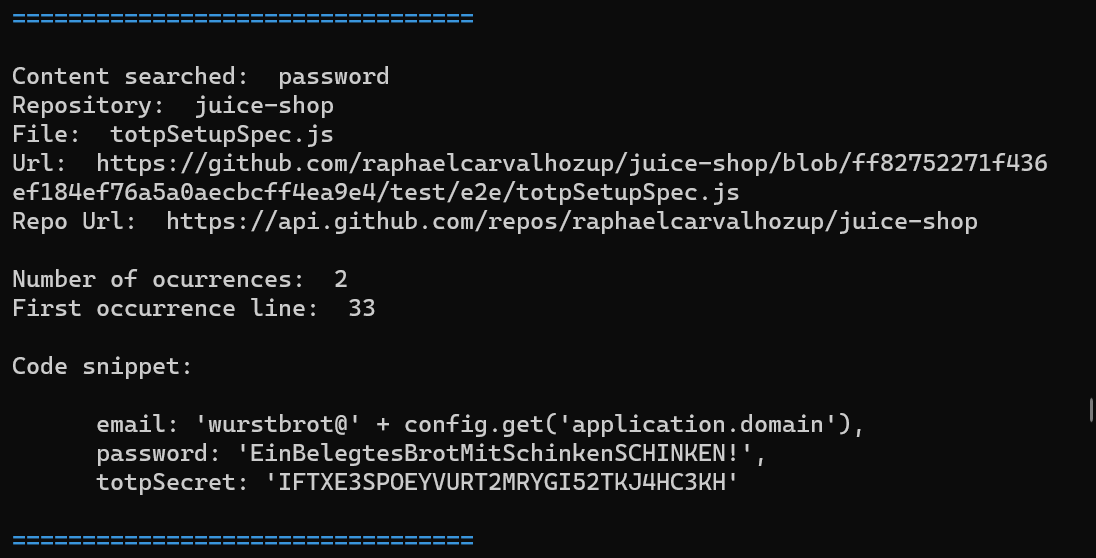 =================================
Content searched:  password
Repository:  juice-shop
File:  totpSetupSpec.js
Url:  https://github.com/raphaelcarvalhozup/juice-shop/blob/ff82752271f436
ef184ef76a5a0aecbcff4ea9e4/test/e2e/totpSetupSpec.js
Repo Url:  https://api.github.com/repos/raphaelcarvalhozup/juice-shop
Number of ocurrences:  2
First occurrence line:  33
Code snippet:
email: 'wurstbrot@' + config.get('application.domain'),
password: 'EinBelegtesBrotMitSchinkenSCHINKEN!',
totpSecret: 'IFTXE3SPOEYVURT2MRYGI52TKJ4HC3KH'
=================================